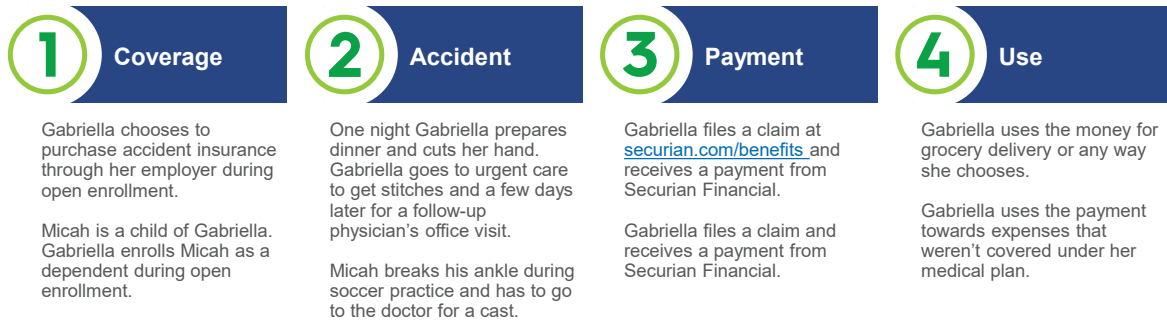 1 Coverage
Gabriella chooses to
purchase accident insurance
through her employer during
open enrollment.
Micah is a child of Gabriella.
Gabriella enrolls Micah as a
dependent during open
enrollment.
2 Accident
One night Gabriella prepares
dinner and cuts her hand.
Gabriella goes to urgent care
to get stitches and a few days
later for a follow-up
physician’s office visit.
Micah breaks his ankle during
soccer practice and has to go
to the doctor for a cast.
3 Payment
Gabriella files a claim at
securian.com/benefits and
receives a payment from
Securian Financial.
Gabriella files a claim and
receives a payment from
Securian Financial.
4 Use
Gabriella uses the money for
grocery delivery or any way
she chooses.
Gabriella uses the payment
towards expenses that
weren’t covered under her
medical plan.